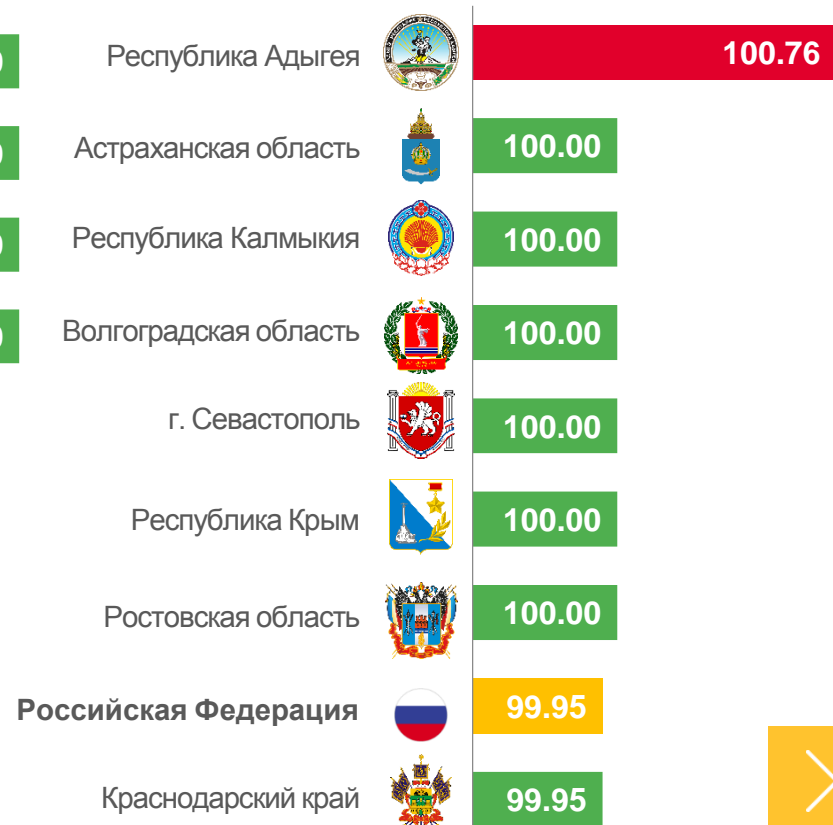 Республика Адыгея 100.76
Астраханская область 100.00
Республика Калмыкия 100.00
Волгоградская область 100.00
г. Севастополь 100.00
Республика Крым 100.00
Ростовская область 100.00
Российская Федерация 99.95
Краснодарский край 99.95